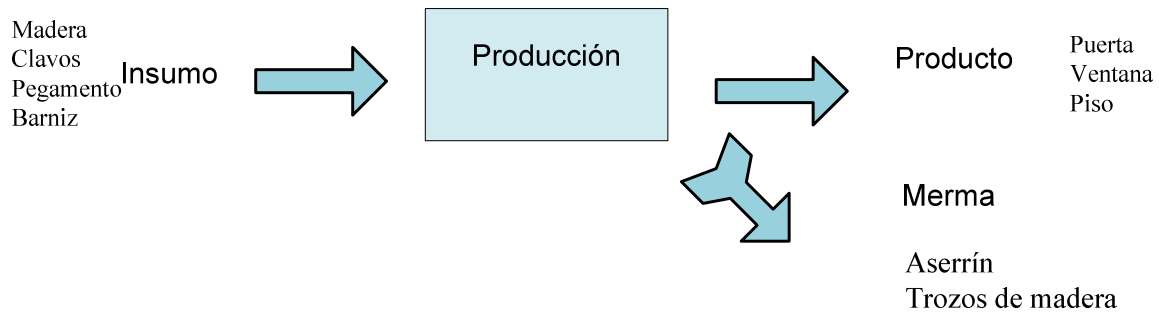 Madera
Clavos
Pegamento
Barniz
Insumo
Producción
Producto
Puerta
Ventana
Piso
Merma
Aserrín
Trozos de madera